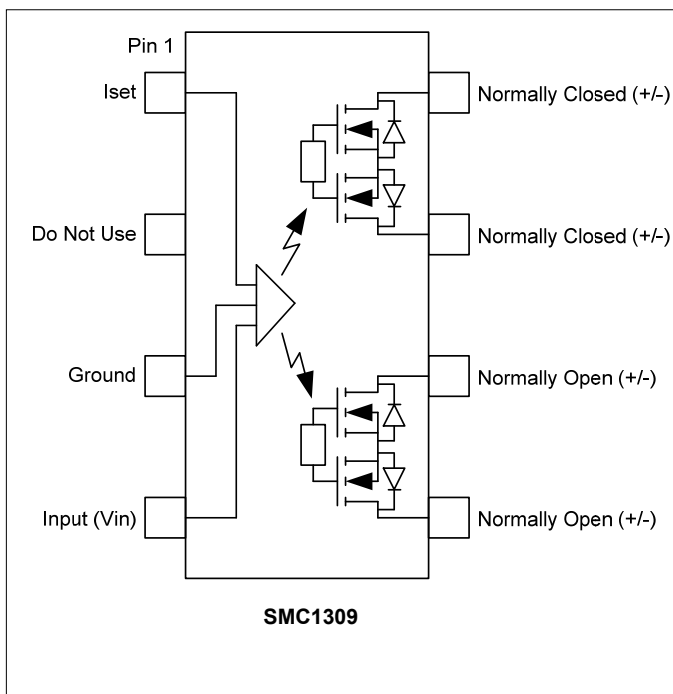 Pin 1
Iset
Normally Closed (+/-)
Do Not Use
Normally Closed (+/-)
Ground
Normally Open (+/-)
Input (Vin)
Normally Open (+/-)
SMC1309